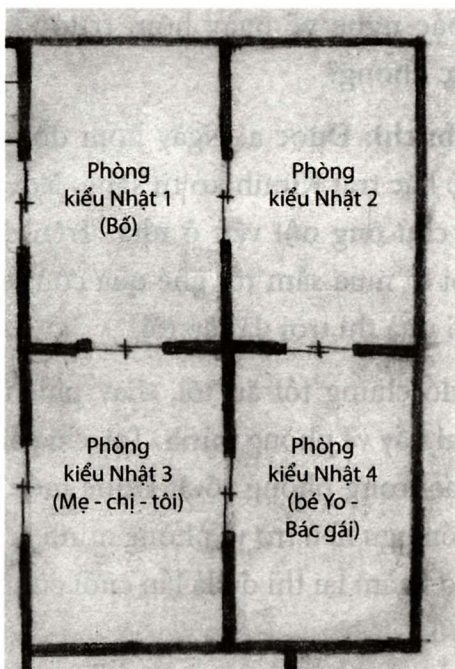 Phòng
kiểu Nhật 1
(Bố)
Phòng
kiểu Nhật 2
Phòng
kiểu Nhật 3
(Mẹ - chị - tôi)
Phòng
kiểu Nhật 4
(bé Yo -
Bác gái)